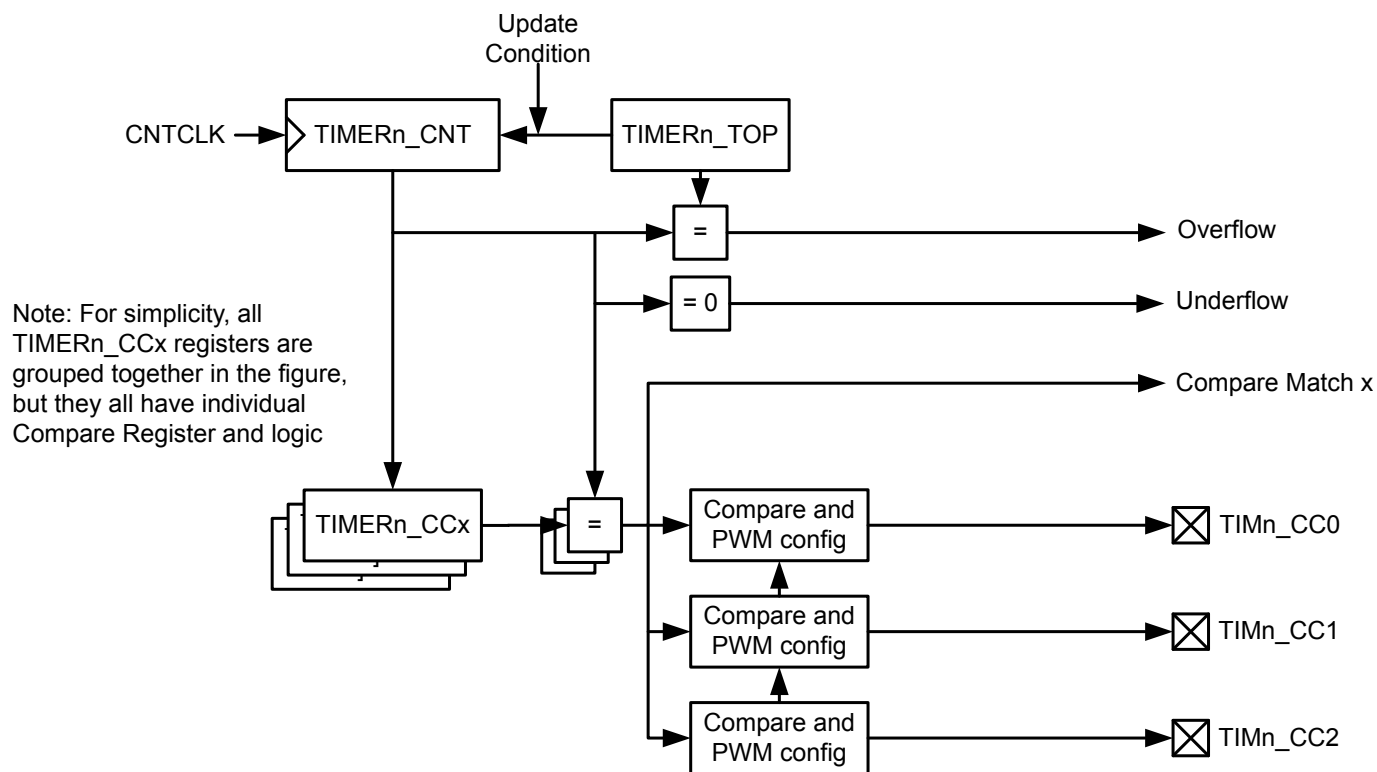 Update
Condition
CNTCLK
TIMERn_CNT
TIMERn_TOP
=
Overflow
= 0
Underflow
Note: For simplicity, all
TIMERn_CCx registers are
grouped together in the figure,
but they all have individual
Compare Register and logic
Compare Match x
TIMERn_CCx
=
Compare and
PWM config
TIMn_CC0
Compare and
PWM config
TIMn_CC1
Compare and
PWM config
TIMn_CC2